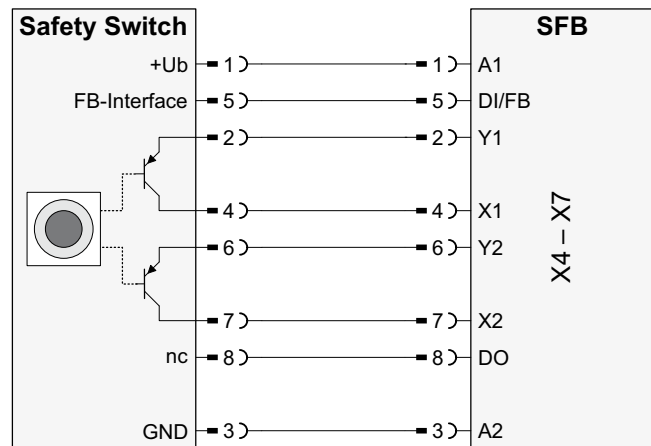 Safety Switch SFB
+Ub 1 1 A1
FB-Interface 5 5 DI/FB
2 2 Y1
4 4 X1
6 6 Y2
7 7 X2
nc 8 8 DO
GND 3 3 A2
X4 – X7